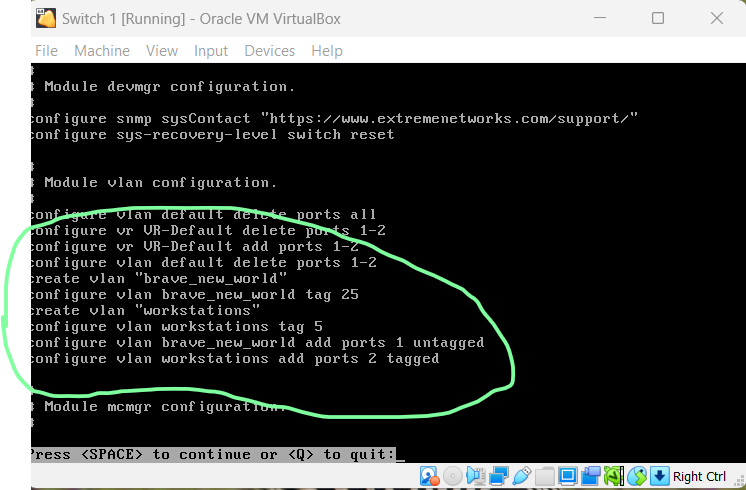 Switch 1 [Running] - Oracle VM VirtualBox
File Machine View Input Devices Help
#
# Module devmgr configuration.
#
configure snmp sysContact "https://www.extremenetworks.com/support/"
configure sys-recovery-level switch reset
#
# Module vlan configuration.
#
configure vlan default delete ports all
configure vr VR-Default delete ports 1-2
configure vr VR-Default add ports 1-2
configure vlan default delete ports 1-2
create vlan "brave_new_world"
configure vlan brave_new_world tag 25
create vlan "workstations"
configure vlan workstations tag 5
configure vlan brave_new_world add ports 1 untagged
configure vlan workstations add ports 2 tagged
#
# Module mcmgr configuration.
#
Press <SPACE> to continue or <Q> to quit:_
Right Ctrl